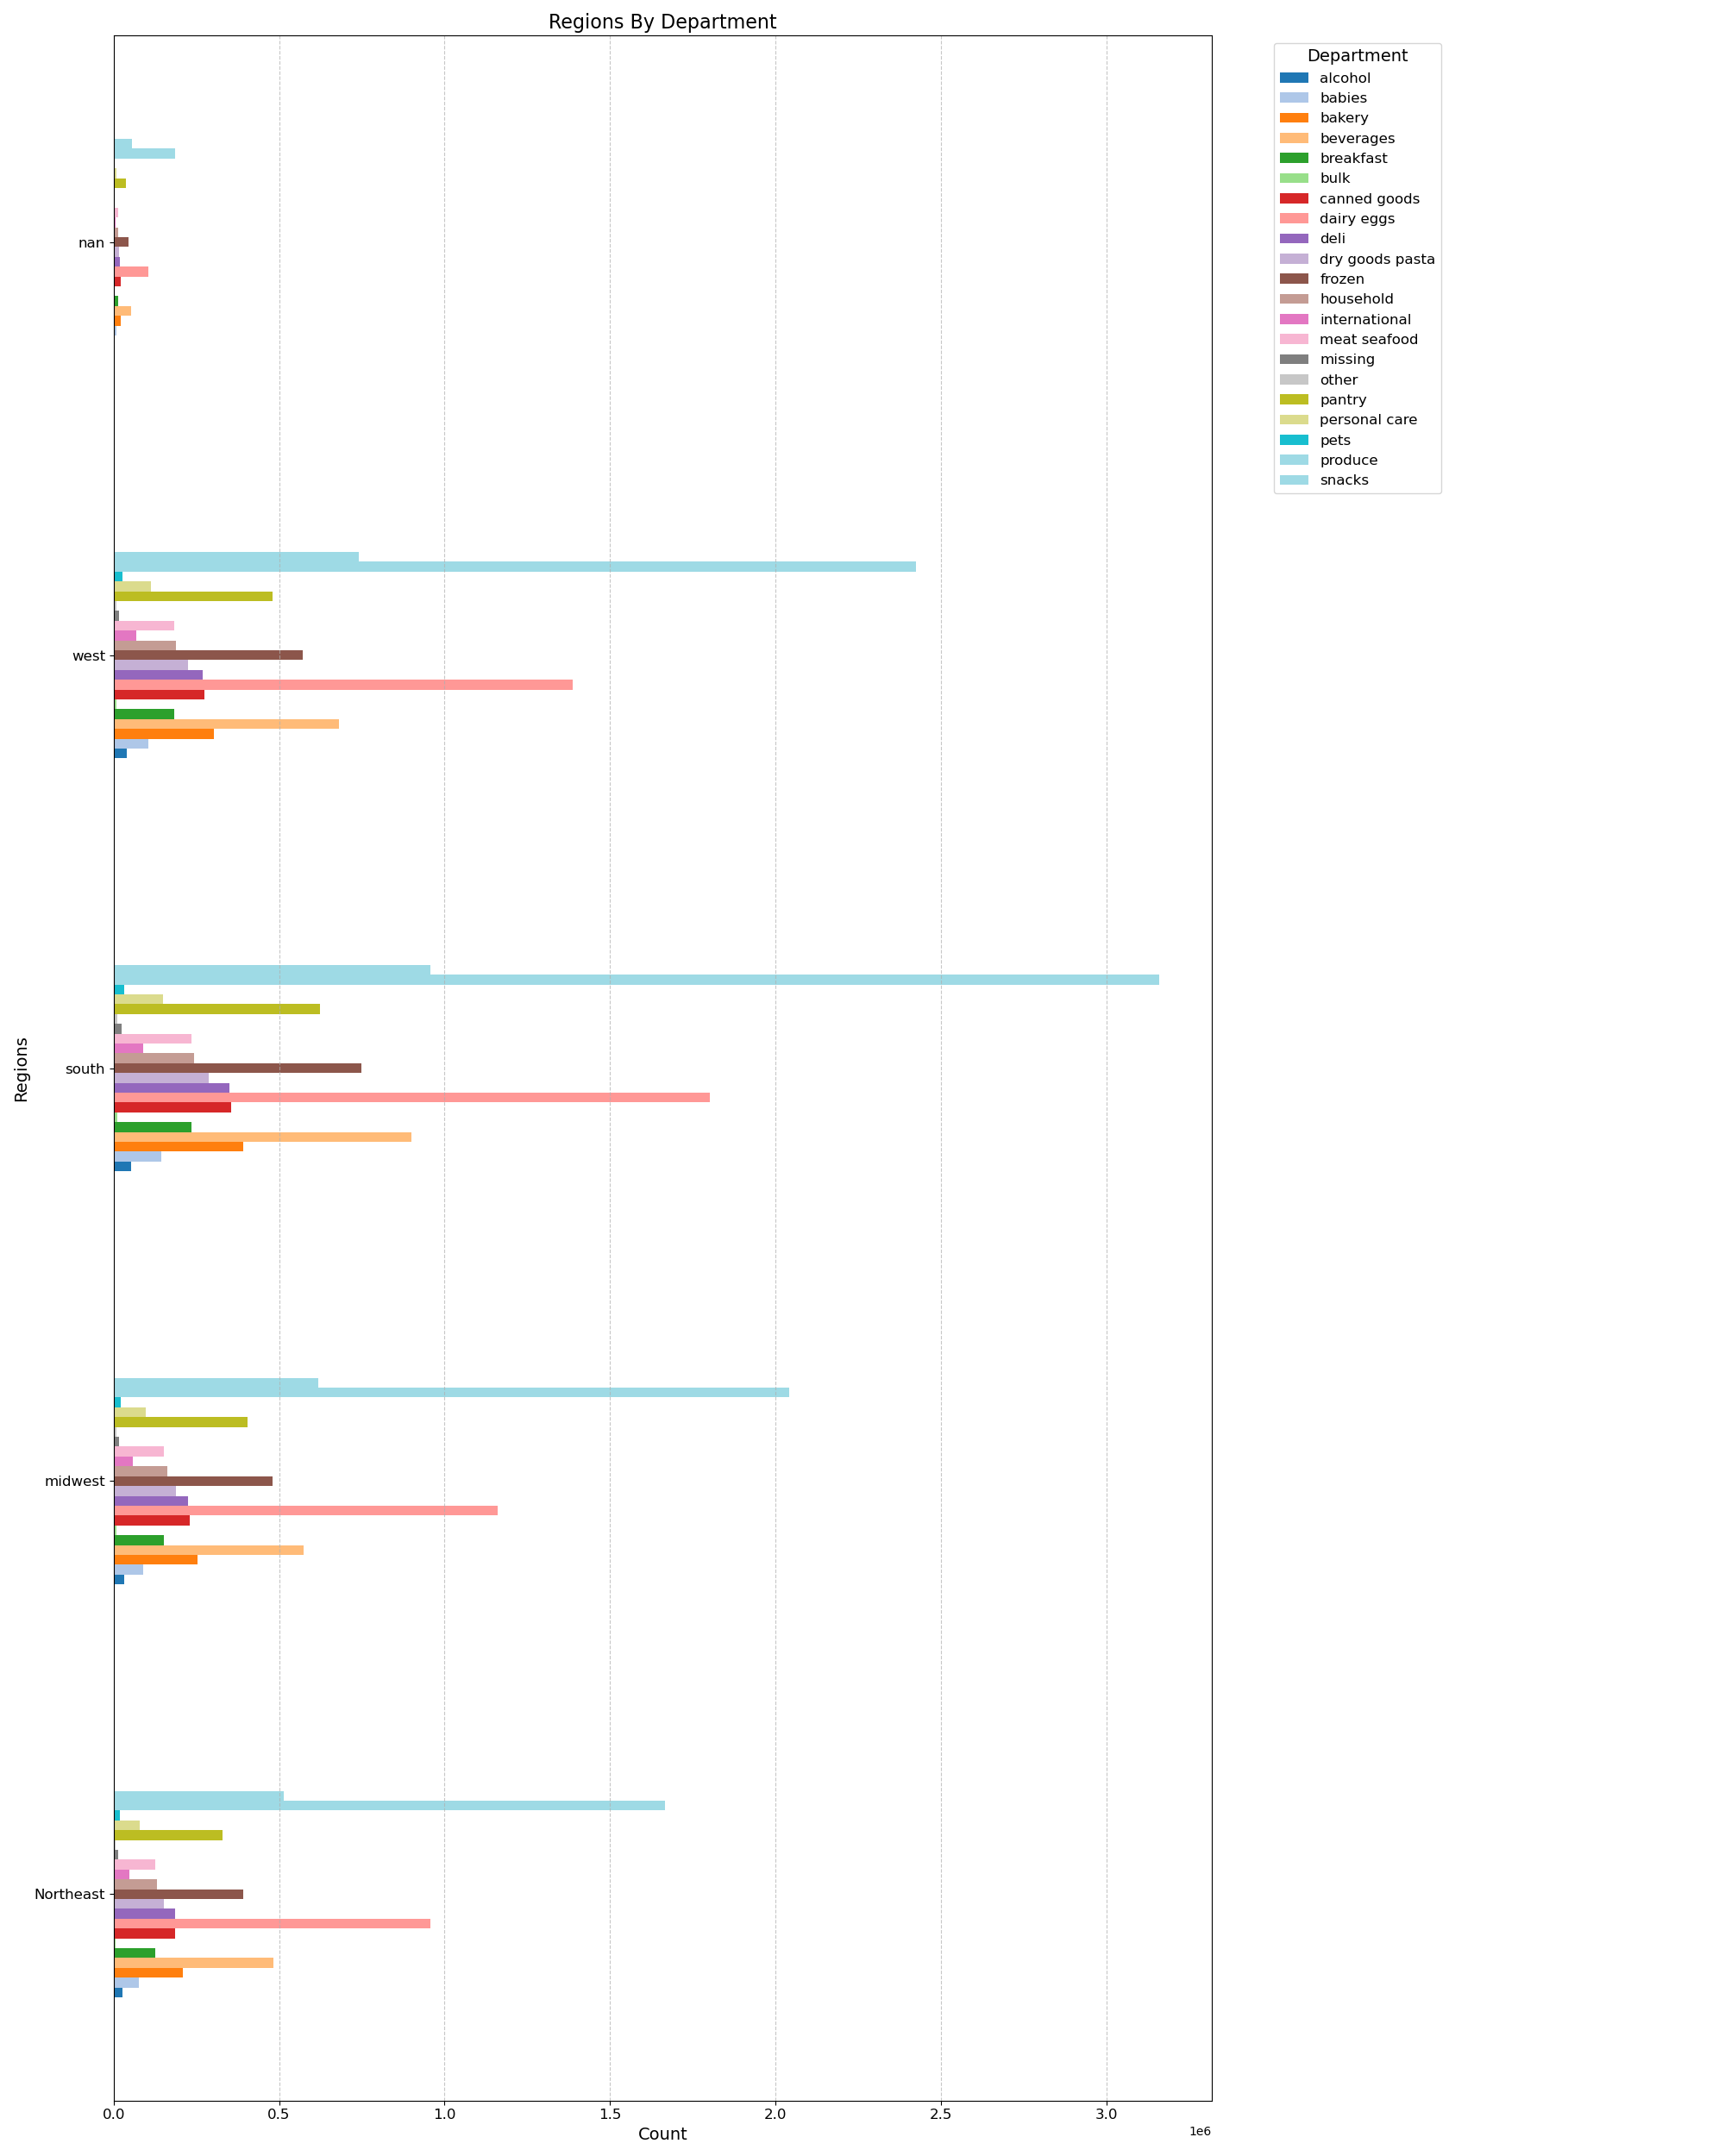 Regions By Department
Department
alcohol
babies
bakery
beverages
breakfast
bulk
canned goods
dairy eggs
deli
dry goods pasta
frozen
household
international
meat seafood
missing
other
pantry
personal care
pets
produce
snacks
nan
west
south
midwest
Northeast
Regions
0.0 0.5 1.0 1.5 2.0 2.5 3.0
Count
1e6